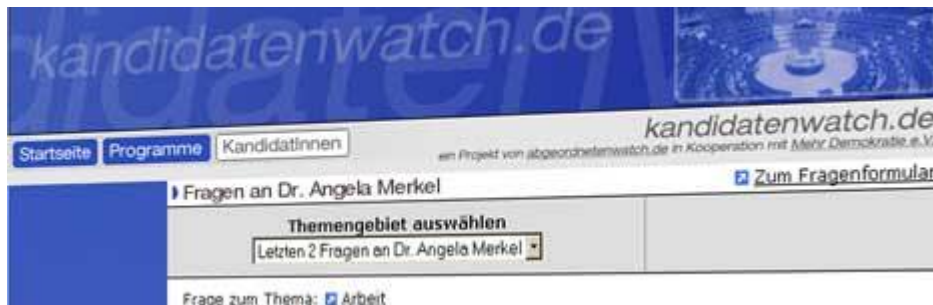 kandidatenwatch.de
kandidatenwatch.de
ein Projekt von abgeordnetenwatch.de in Kooperation mit Mehr Demokratie e.V.
Startseite Programme KandidatInnen
Fragen an Dr. Angela Merkel
Zum Fragenformular
Themengebiet auswählen
Letzten 2 Fragen an Dr. Angela Merkel
Frage zum Thema: Arbeit